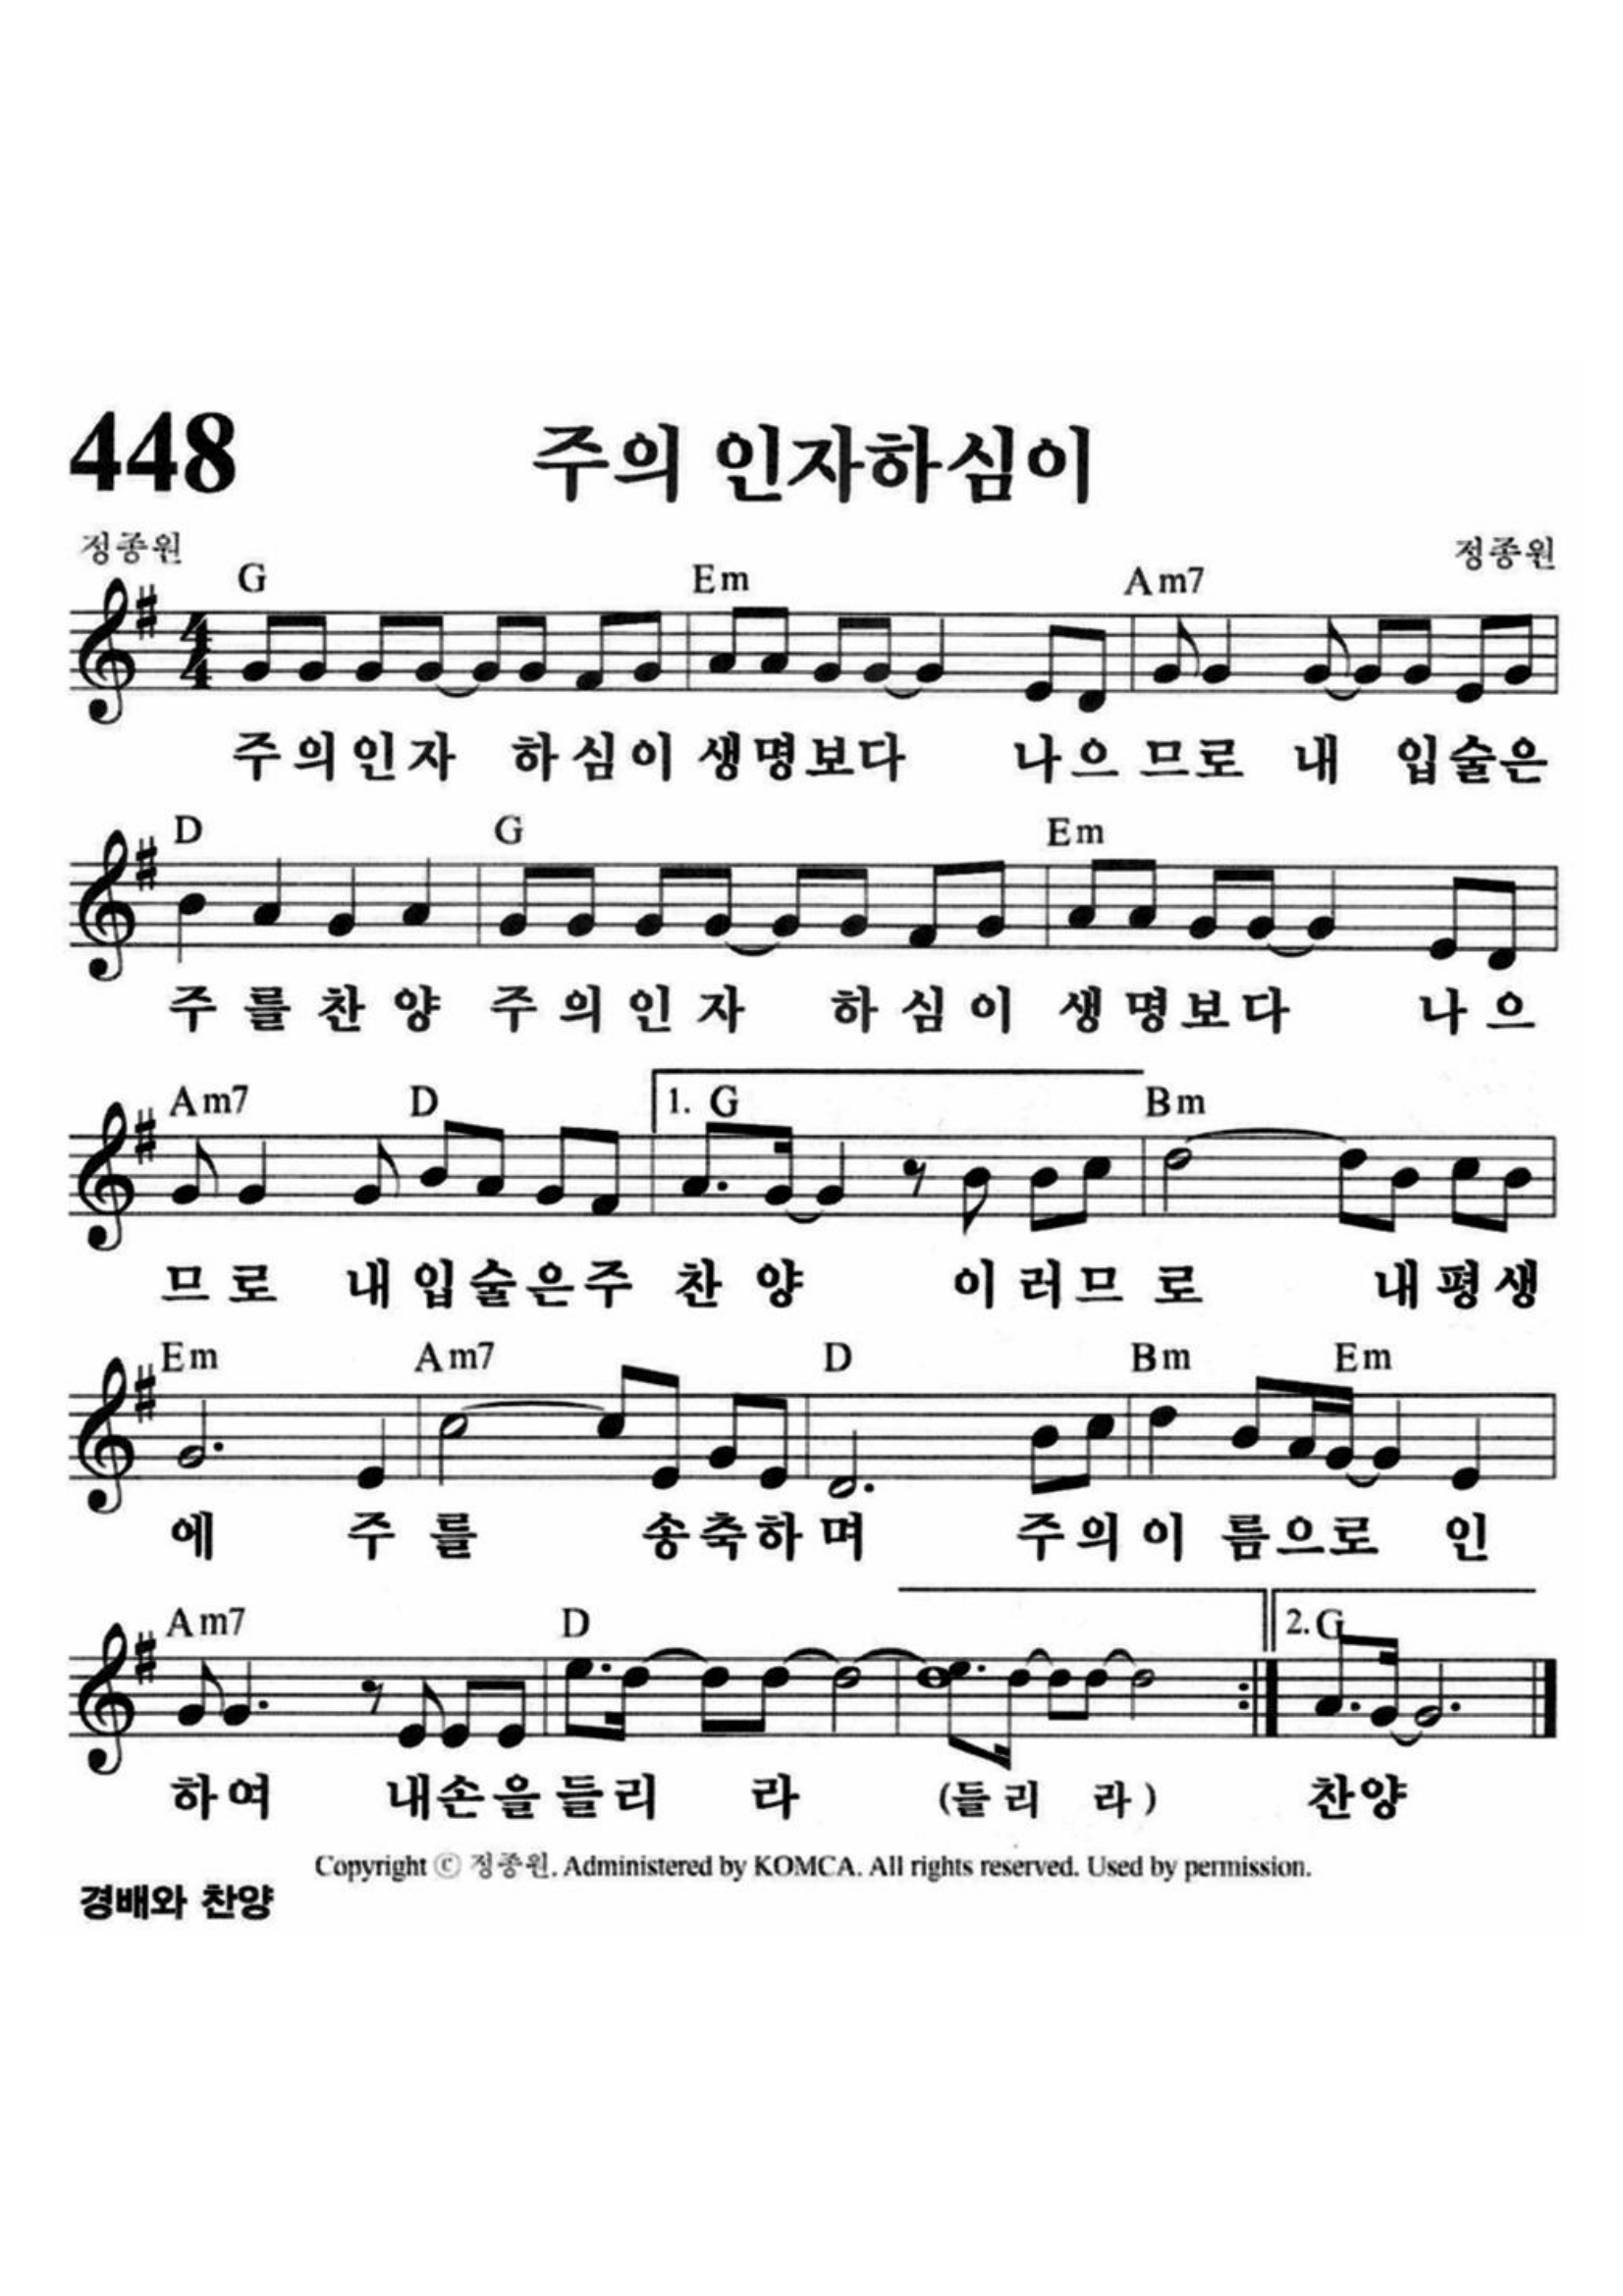 448
주의 인자하심이
정종원 정종원
G Em Am7
주의인자 하심이 생명보다 나으 므로 내 입술은
D G Em
주 를 찬 양 주 의 인 자 하 심 이 생 명보다 나 으
Am7 D 1. G Bm
므 로 내입술은주 찬 양 이 러므 로 내평생
Em Am7 D Bm Em
에 주 를 송축하 며 주의이 름으로 인
Am7 D 2. G
하여 내손을들리 라 (들리 라) 찬양
Copyright ⓒ 정종원. Administered by KOMCA. All rights reserved. Used by permission.
경배와 찬양